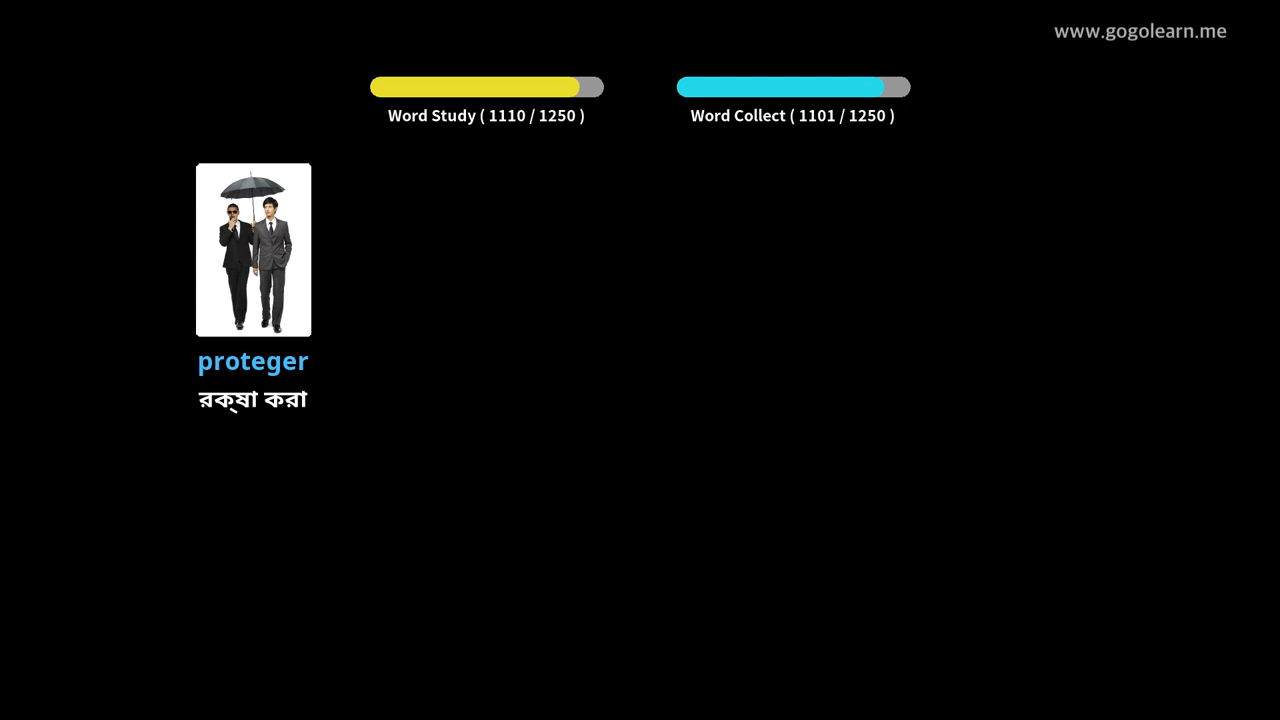 www.gogolearn.me
Word Study ( 1110 / 1250 )
Word Collect ( 1101 / 1250 )
proteger
রক্ষা করা